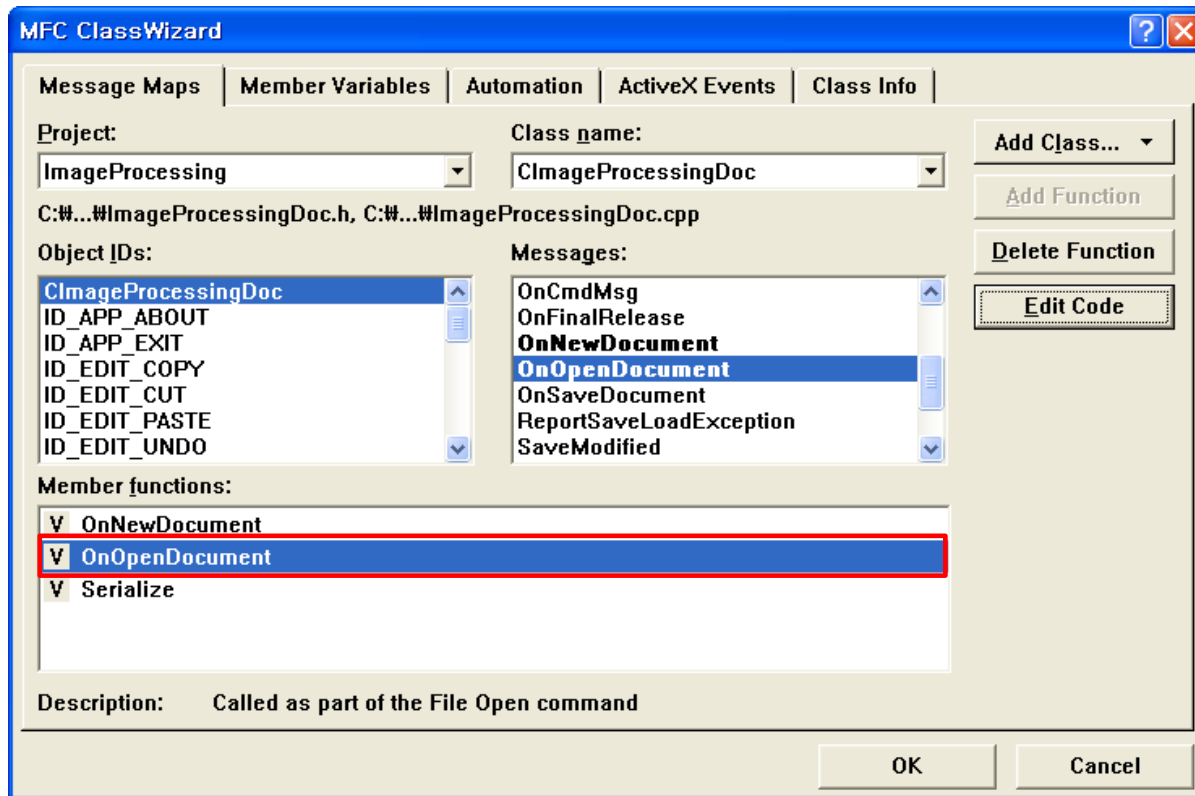 MFC ClassWizard
Message Maps Member Variables Automation ActiveX Events Class Info
Project:
Class name:
Add Class...
ImageProcessing
CImageProcessingDoc
Add Function
C:₩...₩ImageProcessingDoc.h, C:₩...₩ImageProcessingDoc.cpp
Delete Function
Edit Code
Object IDs:
CImageProcessingDoc
ID_APP_ABOUT
ID_APP_EXIT
ID_EDIT_COPY
ID_EDIT_CUT
ID_EDIT_PASTE
ID_EDIT_UNDO
Messages:
OnCmdMsg
OnFinalRelease
OnNewDocument
OnOpenDocument
OnSaveDocument
ReportSaveLoadException
SaveModified
Member functions:
V OnNewDocument
V OnOpenDocument
V Serialize
Description: Called as part of the File Open command
OK Cancel